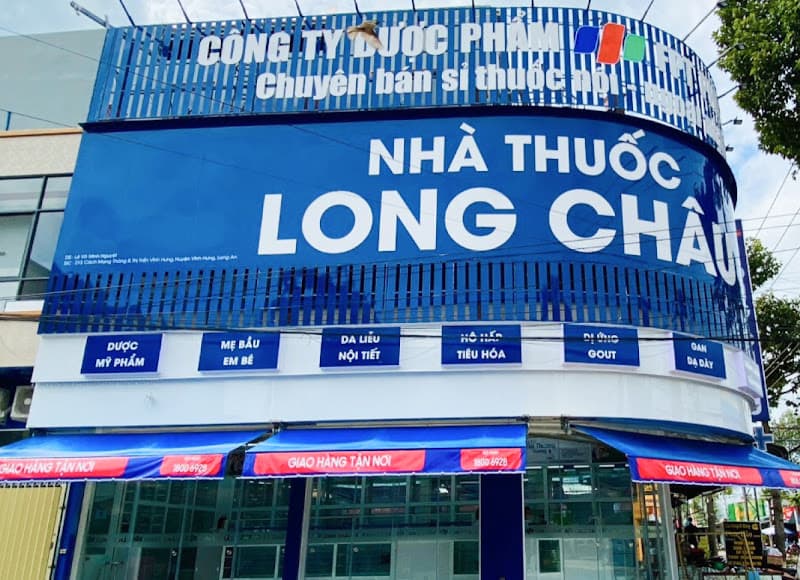 CÔNG TY DƯỢC PHẨM FPT
Chuyên bán sỉ thuốc nội - ngoại
NHÀ THUỐC
LONG CHÂU
DƯỢC
MỸ PHẨM
MẸ BẦU
EM BÉ
DA LIỄU
NỘI TIẾT
HÔ HẤP
TIÊU HÓA
DỊ ỨNG
GOUT
GAN
DẠ DÀY
GIAO HÀNG TẬN NƠI
1800 6928
GIAO HÀNG TẬN NƠI
1800 6928
GIAO HÀNG TẬN NƠI